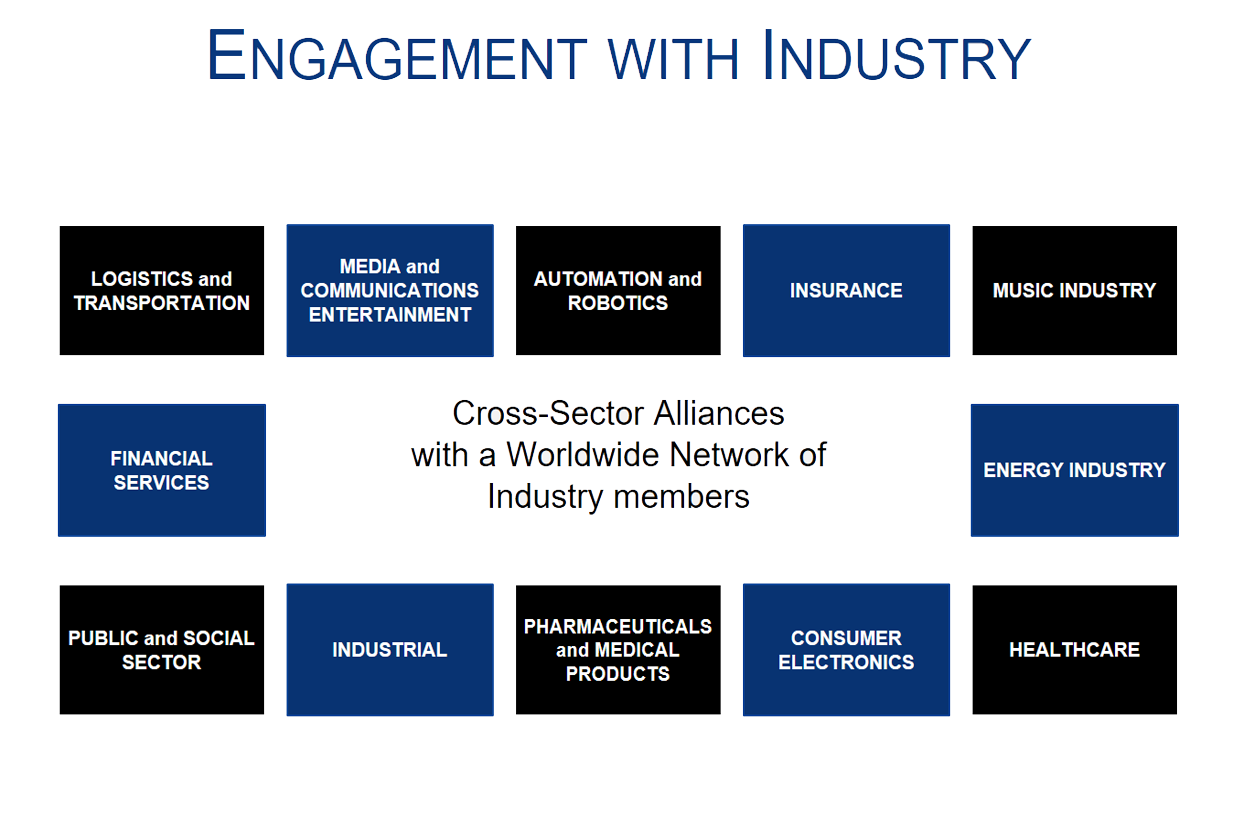 ENGAGEMENT WITH INDUSTRY
LOGISTICS and
TRANSPORTATION
MEDIA and
COMMUNICATIONS
ENTERTAINMENT
AUTOMATION and
ROBOTICS
INSURANCE
MUSIC INDUSTRY
FINANCIAL
SERVICES
Cross-Sector Alliances
with a Worldwide Network of
Industry members
ENERGY INDUSTRY
PUBLIC and SOCIAL
SECTOR
INDUSTRIAL
PHARMACEUTICALS
and MEDICAL
PRODUCTS
CONSUMER
ELECTRONICS
HEALTHCARE